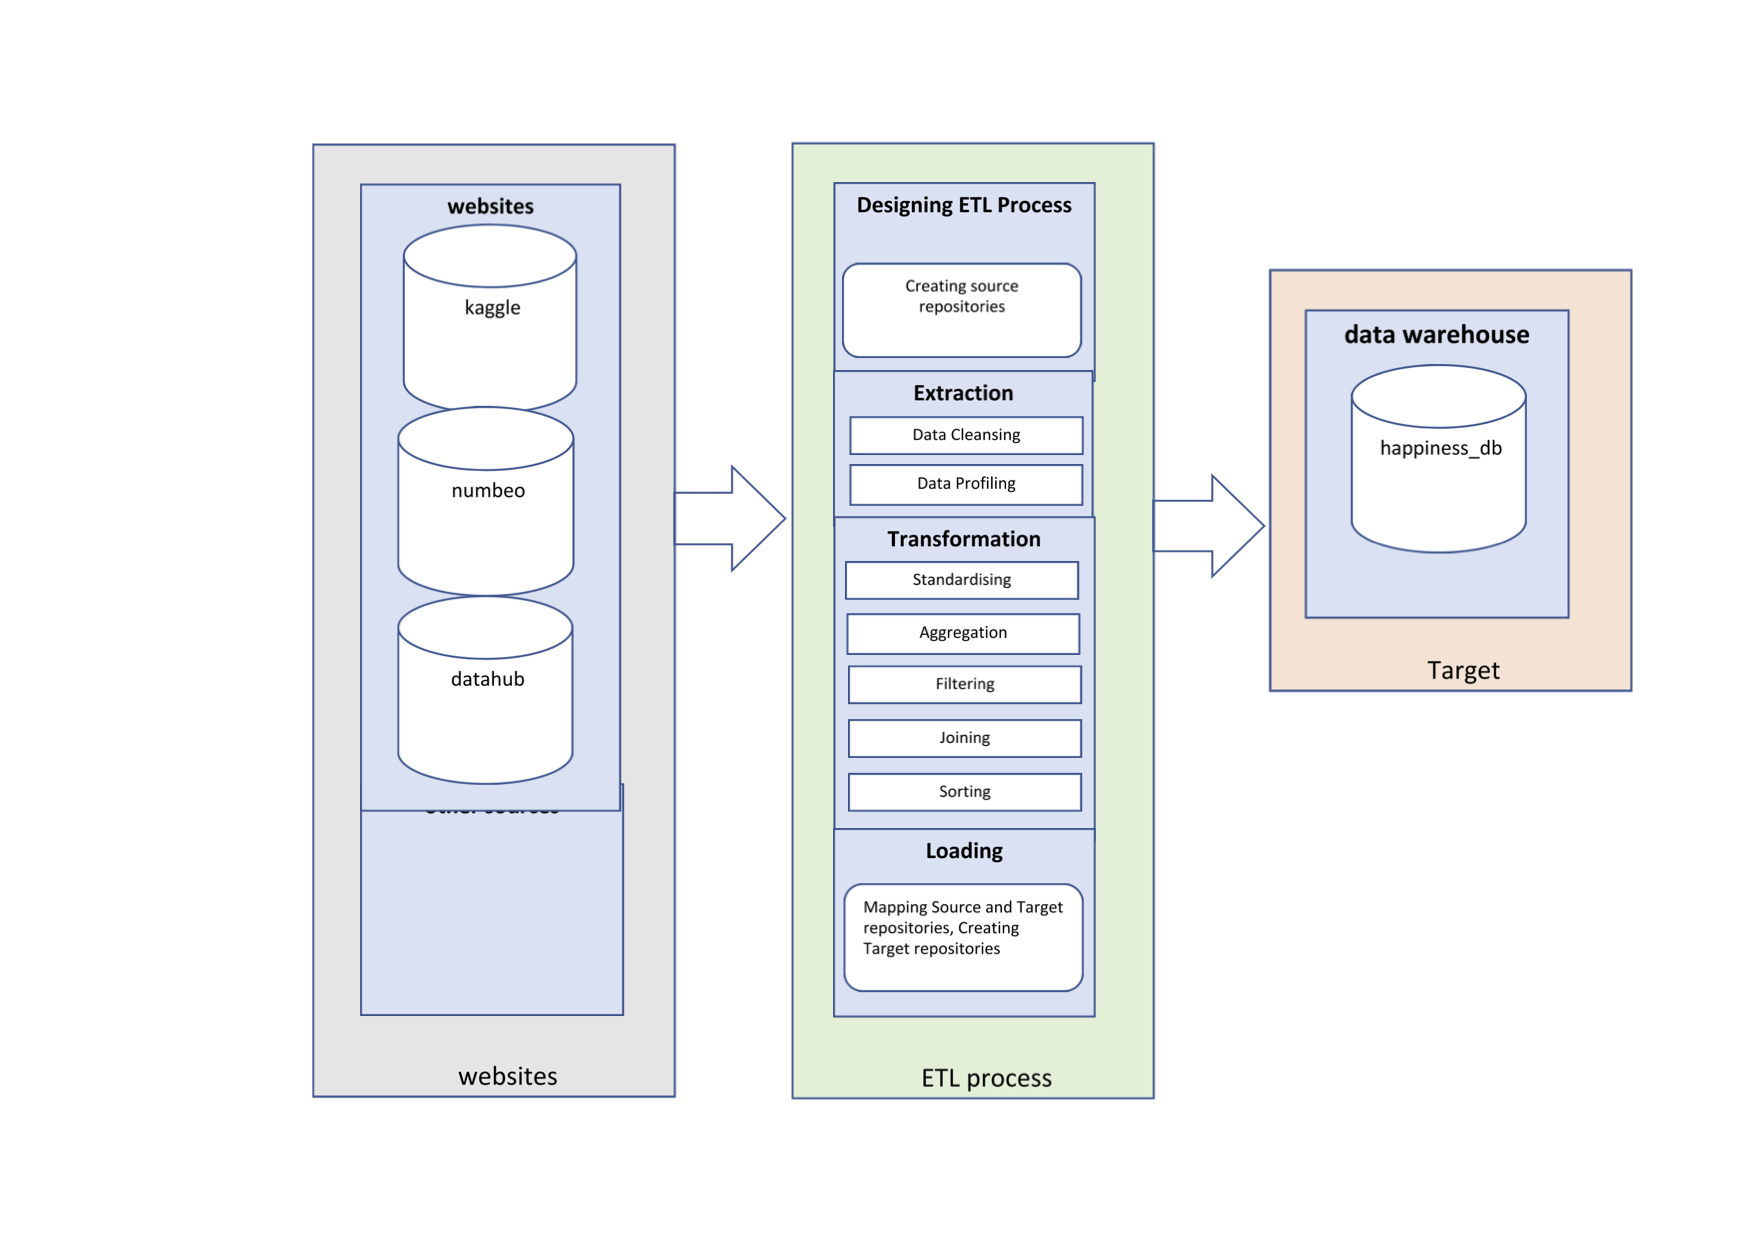 websites
kaggle
numbeo
datahub
websites
Designing ETL Process
Creating source
repositories
Extraction
Data Cleansing
Data Profiling
Transformation
Standardising
Aggregation
Filtering
Joining
Sorting
Loading
Mapping Source and Target
repositories, Creating
Target repositories
ETL process
data warehouse
happiness_db
Target